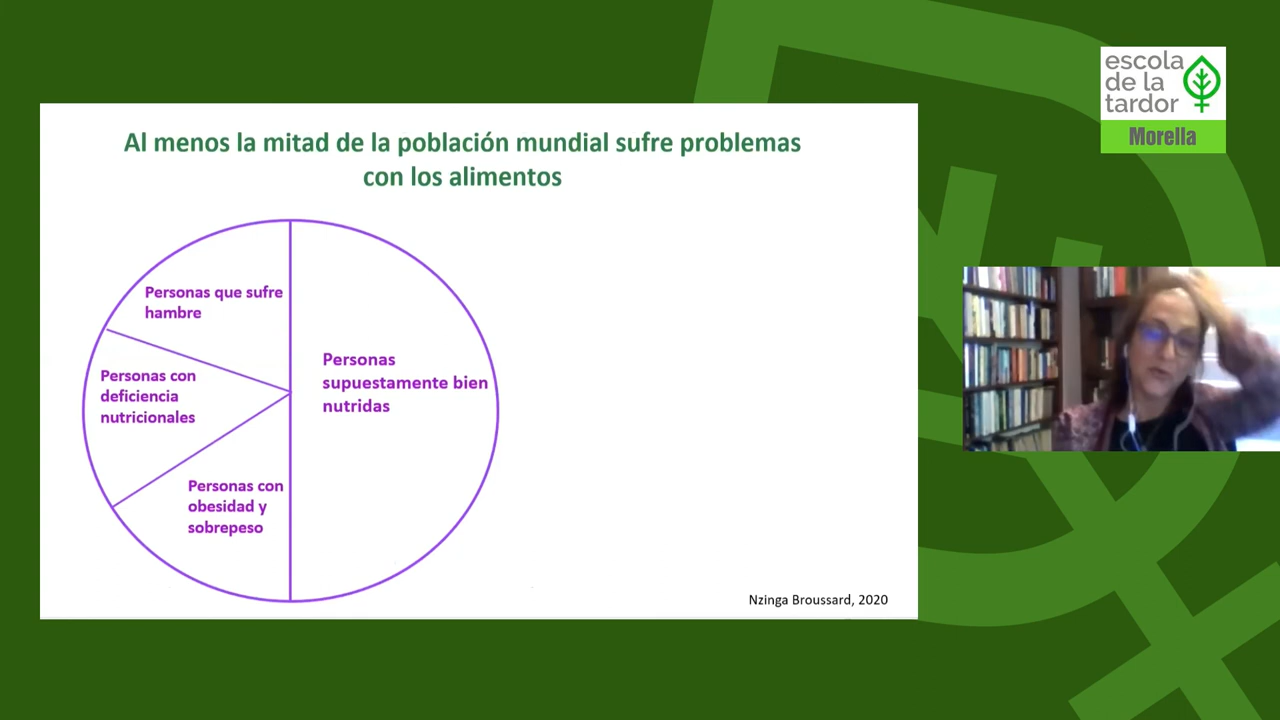 escola
de la
tardor
Morella
Al menos la mitad de la población mundial sufre problemas
con los alimentos
Personas que sufre
hambre
Personas con
deficiencia
nutricionales
Personas con
obesidad y
sobrepeso
Personas
supuestamente bien
nutridas
Nzinga Broussard, 2020